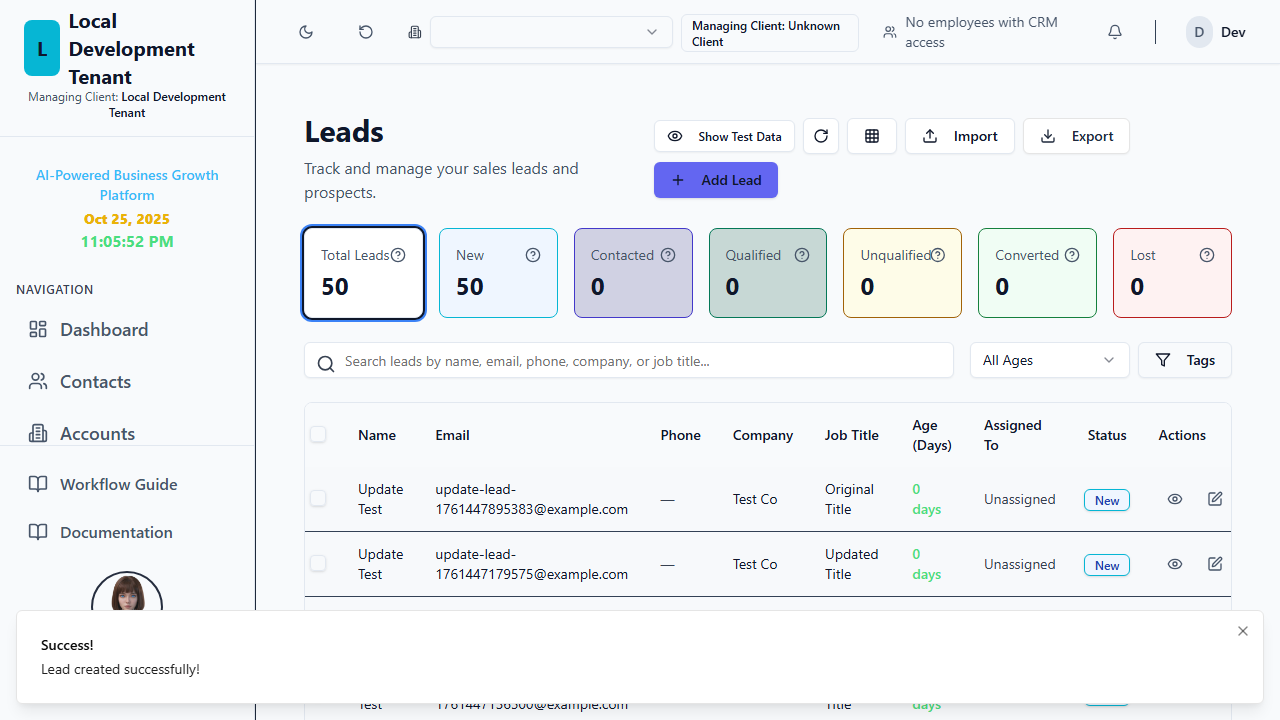 L
Local
Development
Tenant
Managing Client: Local Development
Tenant
AI-Powered Business Growth
Platform
Oct 25, 2025
11:05:52 PM
NAVIGATION
Dashboard
Contacts
Accounts
Workflow Guide
Documentation
Managing Client: Unknown
Client
No employees with CRM
access
D
Dev
Leads
Track and manage your sales leads and
prospects.
Show Test Data
Import
Export
Add Lead
Total Leads
50
New
50
Contacted
0
Qualified
0
Unqualified
0
Converted
0
Lost
0
Search leads by name, email, phone, company, or job title...
All Ages
Tags
Name Email Phone Company Job Title Age (Days) Assigned To Status Actions
Update Test update-lead-1761447895383@example.com — Test Co Original Title 0 days Unassigned New
Update Test update-lead-1761447179575@example.com — Test Co Updated Title 0 days Unassigned New
Success!
Lead created successfully!
Test Title days